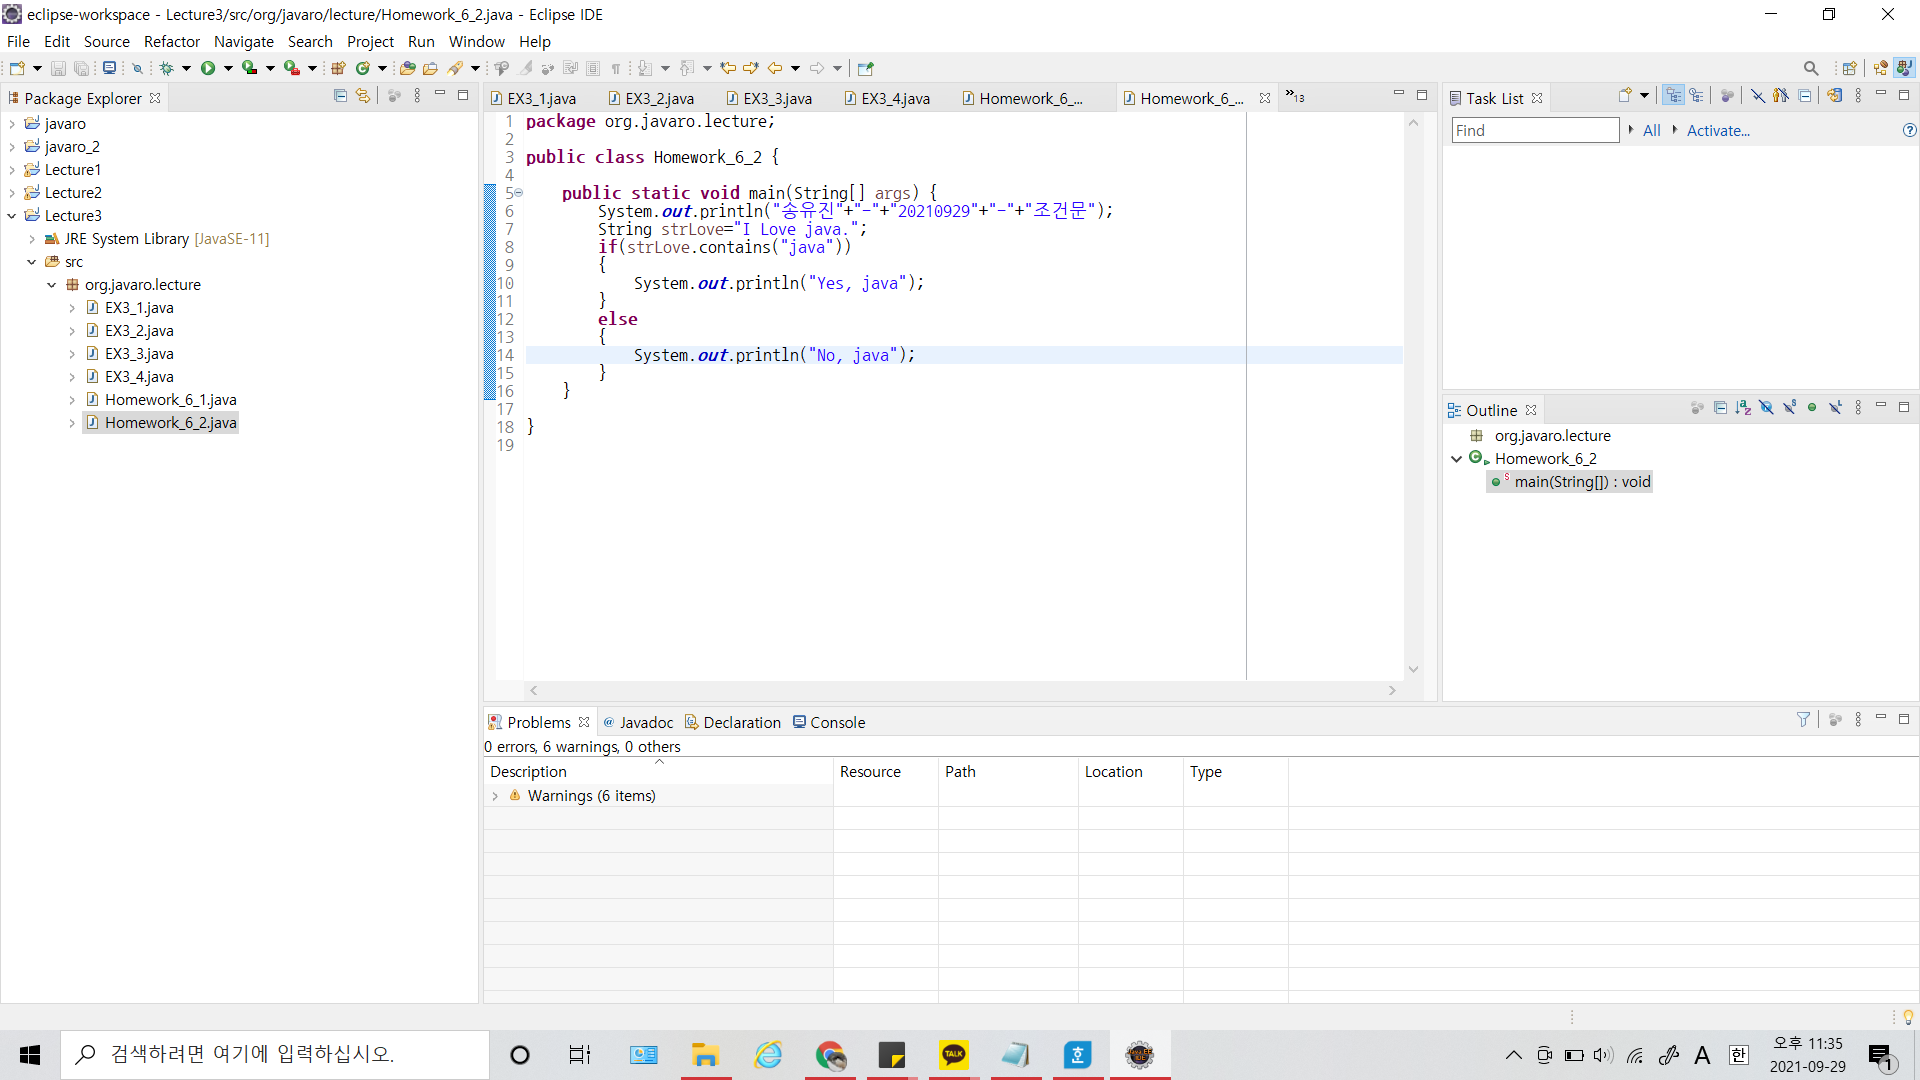 eclipse-workspace - Lecture3/src/org/javaro/lecture/Homework_6_2.java - Eclipse IDE
File Edit Source Refactor Navigate Search Project Run Window Help
Package Explorer
javaro
javaro_2
Lecture1
Lecture2
Lecture3
JRE System Library [JavaSE-11]
src
org.javaro.lecture
EX3_1.java
EX3_2.java
EX3_3.java
EX3_4.java
Homework_6_1.java
Homework_6_2.java
EX3_1.java EX3_2.java EX3_3.java EX3_4.java Homework_6_... Homework_6_... »13
1 package org.javaro.lecture;
2
3 public class Homework_6_2 {
4
5 public static void main(String[] args) {
6 System.out.println("송유진"+"-"+"20210929"+"-"+"조건문");
7 String strLove="I Love java.";
8 if(strLove.contains("java"))
9 {
10 System.out.println("Yes, java");
11 }
12 else
13 {
14 System.out.println("No, java");
15 }
16 }
17
18 }
19
Task List
Find All Activate...
Outline
org.javaro.lecture
Homework_6_2
main(String[]) : void
Problems Javadoc Declaration Console
0 errors, 6 warnings, 0 others
Description Resource Path Location Type
Warnings (6 items)
검색하려면 여기에 입력하십시오.
TALK
호
A 한
오후 11:35
2021-09-29
1